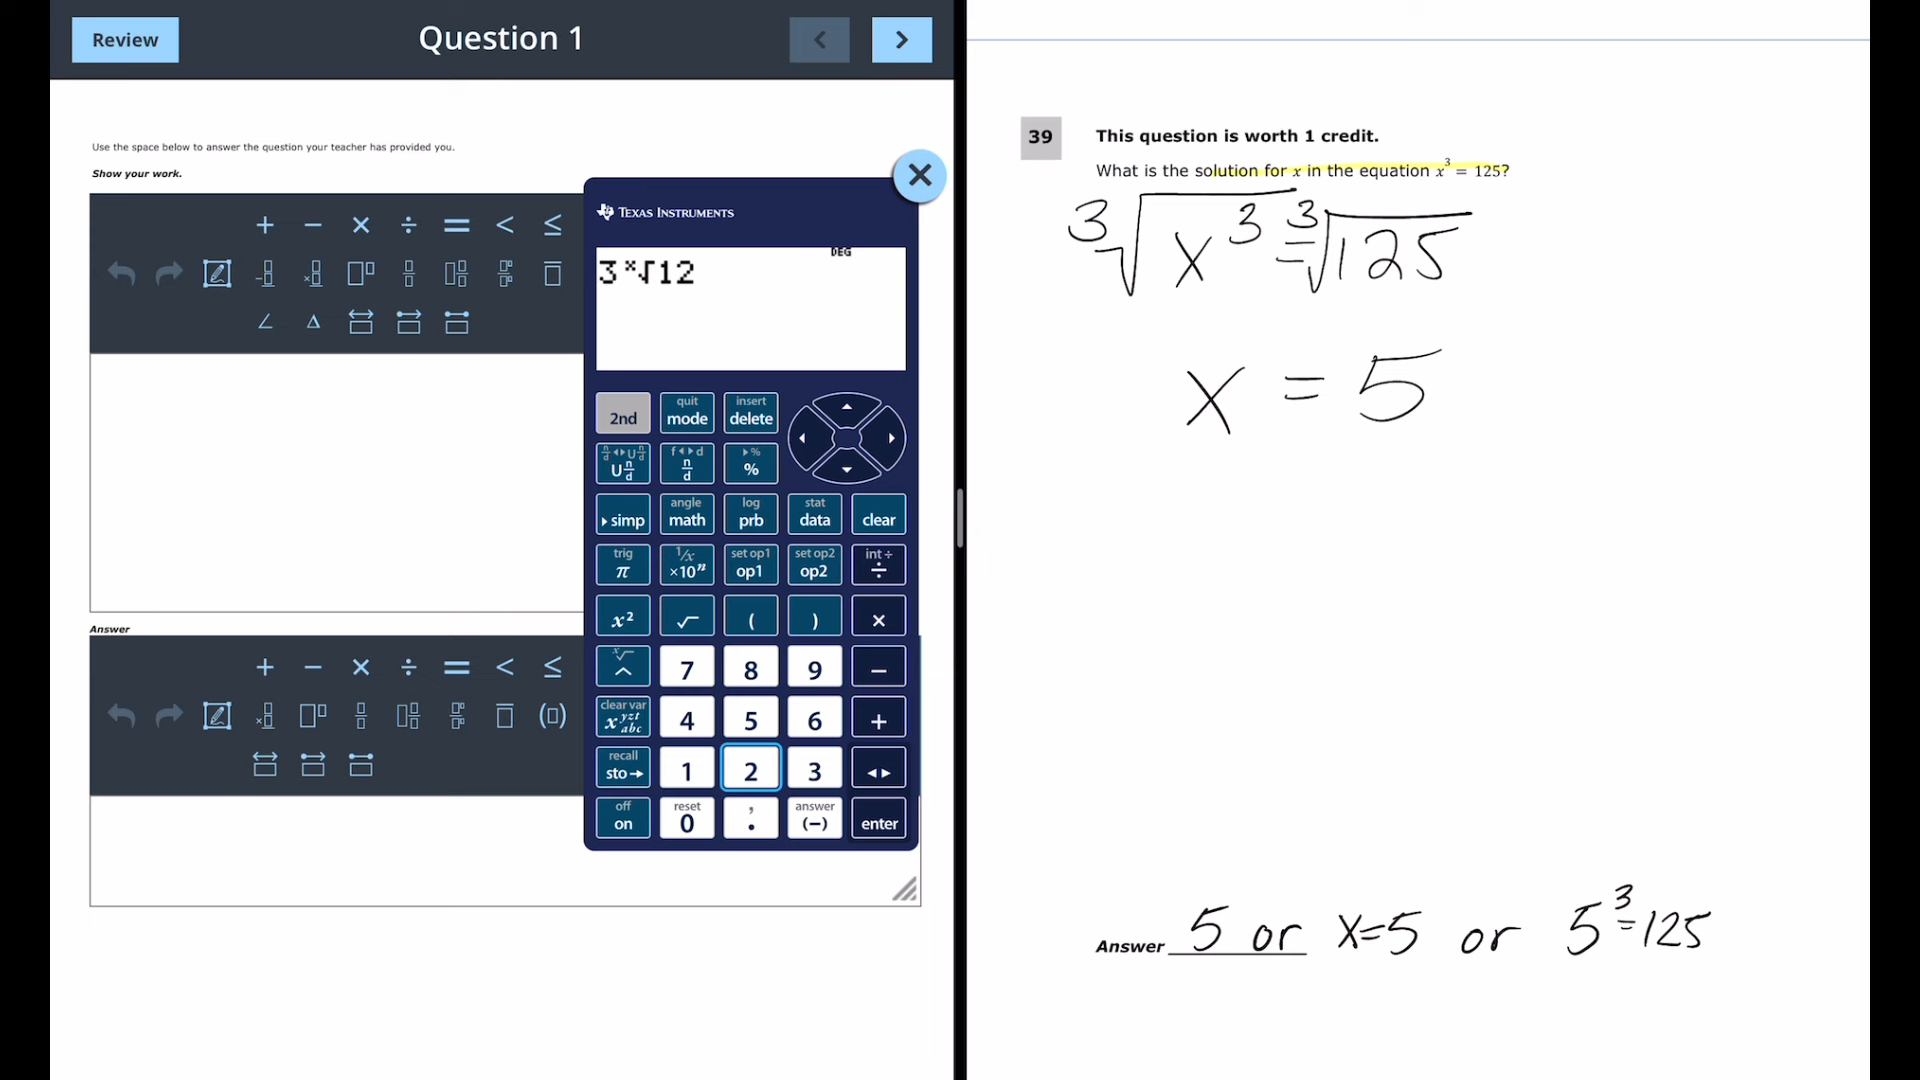 Review
Question 1
Use the space below to answer the question your teacher has provided you.
Show your work.
+ − × ÷ = < ≤
∠ Δ
Answer
+ − × ÷ = < ≤
TEXAS INSTRUMENTS
DEG
3ˣ√12
2nd quit mode insert delete
n/d ◂▸ U n/d U n/d f ◂▸ d n/d ▸% %
▸simp angle math log prb stat data clear
trig π 1/x ×10ⁿ set op1 op1 set op2 op2 int÷ ÷
x² √ ( ) ×
ˣ√ ^ 7 8 9 −
clear var x yzt abc 4 5 6 +
recall sto→ 1 2 3 ◂▸
off on reset 0 , . answer (−) enter
39 This question is worth 1 credit.
What is the solution for x in the equation x³ = 125?
³√x³ = ³√125
x = 5
Answer 5 or x=5 or 5³=125